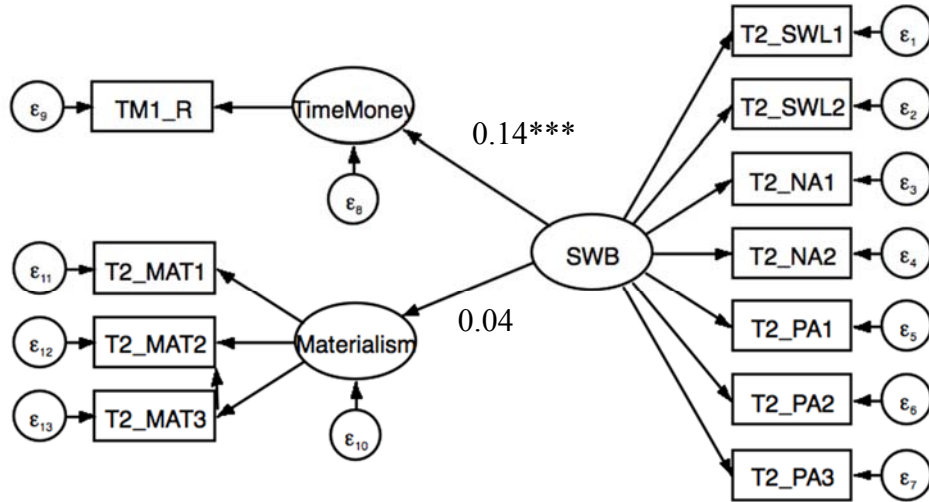 T2_SWL1
ε1
T2_SWL2
ε2
T2_NA1
ε3
T2_NA2
ε4
T2_PA1
ε5
T2_PA2
ε6
T2_PA3
ε7
SWB
0.14***
0.04
TimeMoney
ε8
TM1_R
ε9
Materialism
ε10
T2_MAT1
ε11
T2_MAT2
ε12
T2_MAT3
ε13